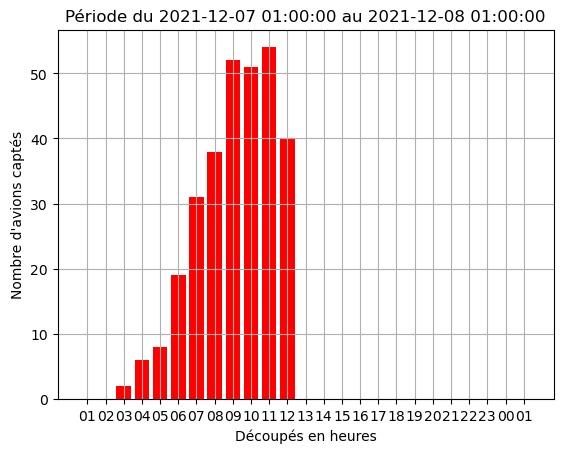 Période du 2021-12-07 01:00:00 au 2021-12-08 01:00:00
Nombre d'avions captés
50
40
30
20
10
0
01 02 03 04 05 06 07 08 09 10 11 12 13 14 15 16 17 18 19 20 21 22 23 00 01
Découpés en heures